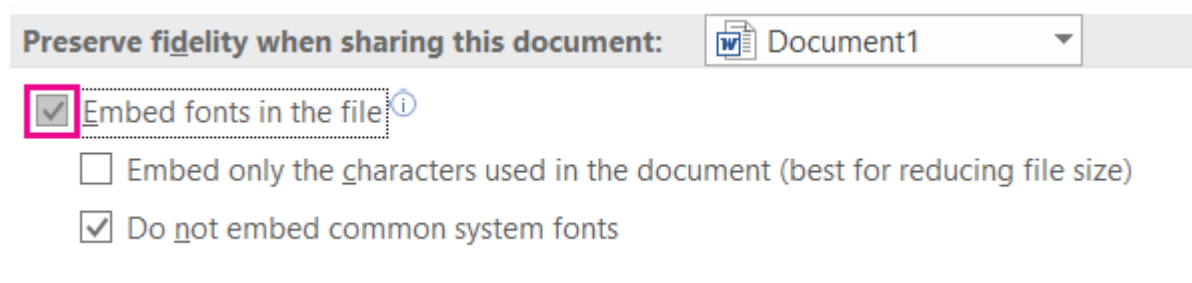 Preserve fidelity when sharing this document: Document1
Embed fonts in the file
Embed only the characters used in the document (best for reducing file size)
Do not embed common system fonts